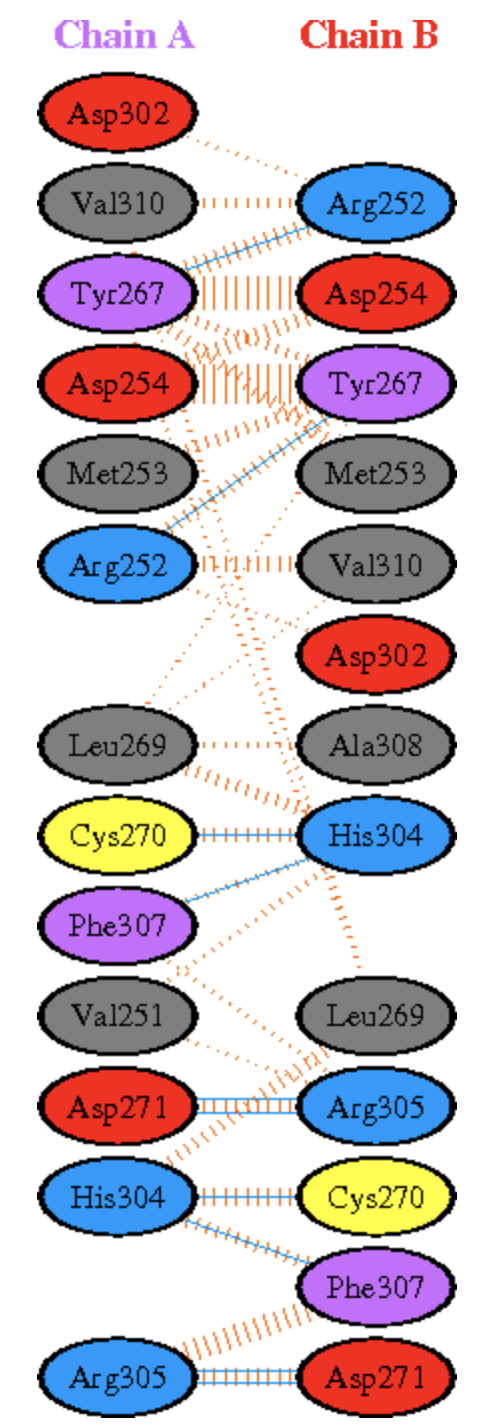 Chain A Chain B
Asp302
Val310 Arg252
Tyr267 Asp254
Asp254 Tyr267
Met253 Met253
Arg252 Val310
Asp302
Leu269 Ala308
Cys270 His304
Phe307
Val251 Leu269
Asp271 Arg305
His304 Cys270
Phe307
Arg305 Asp271